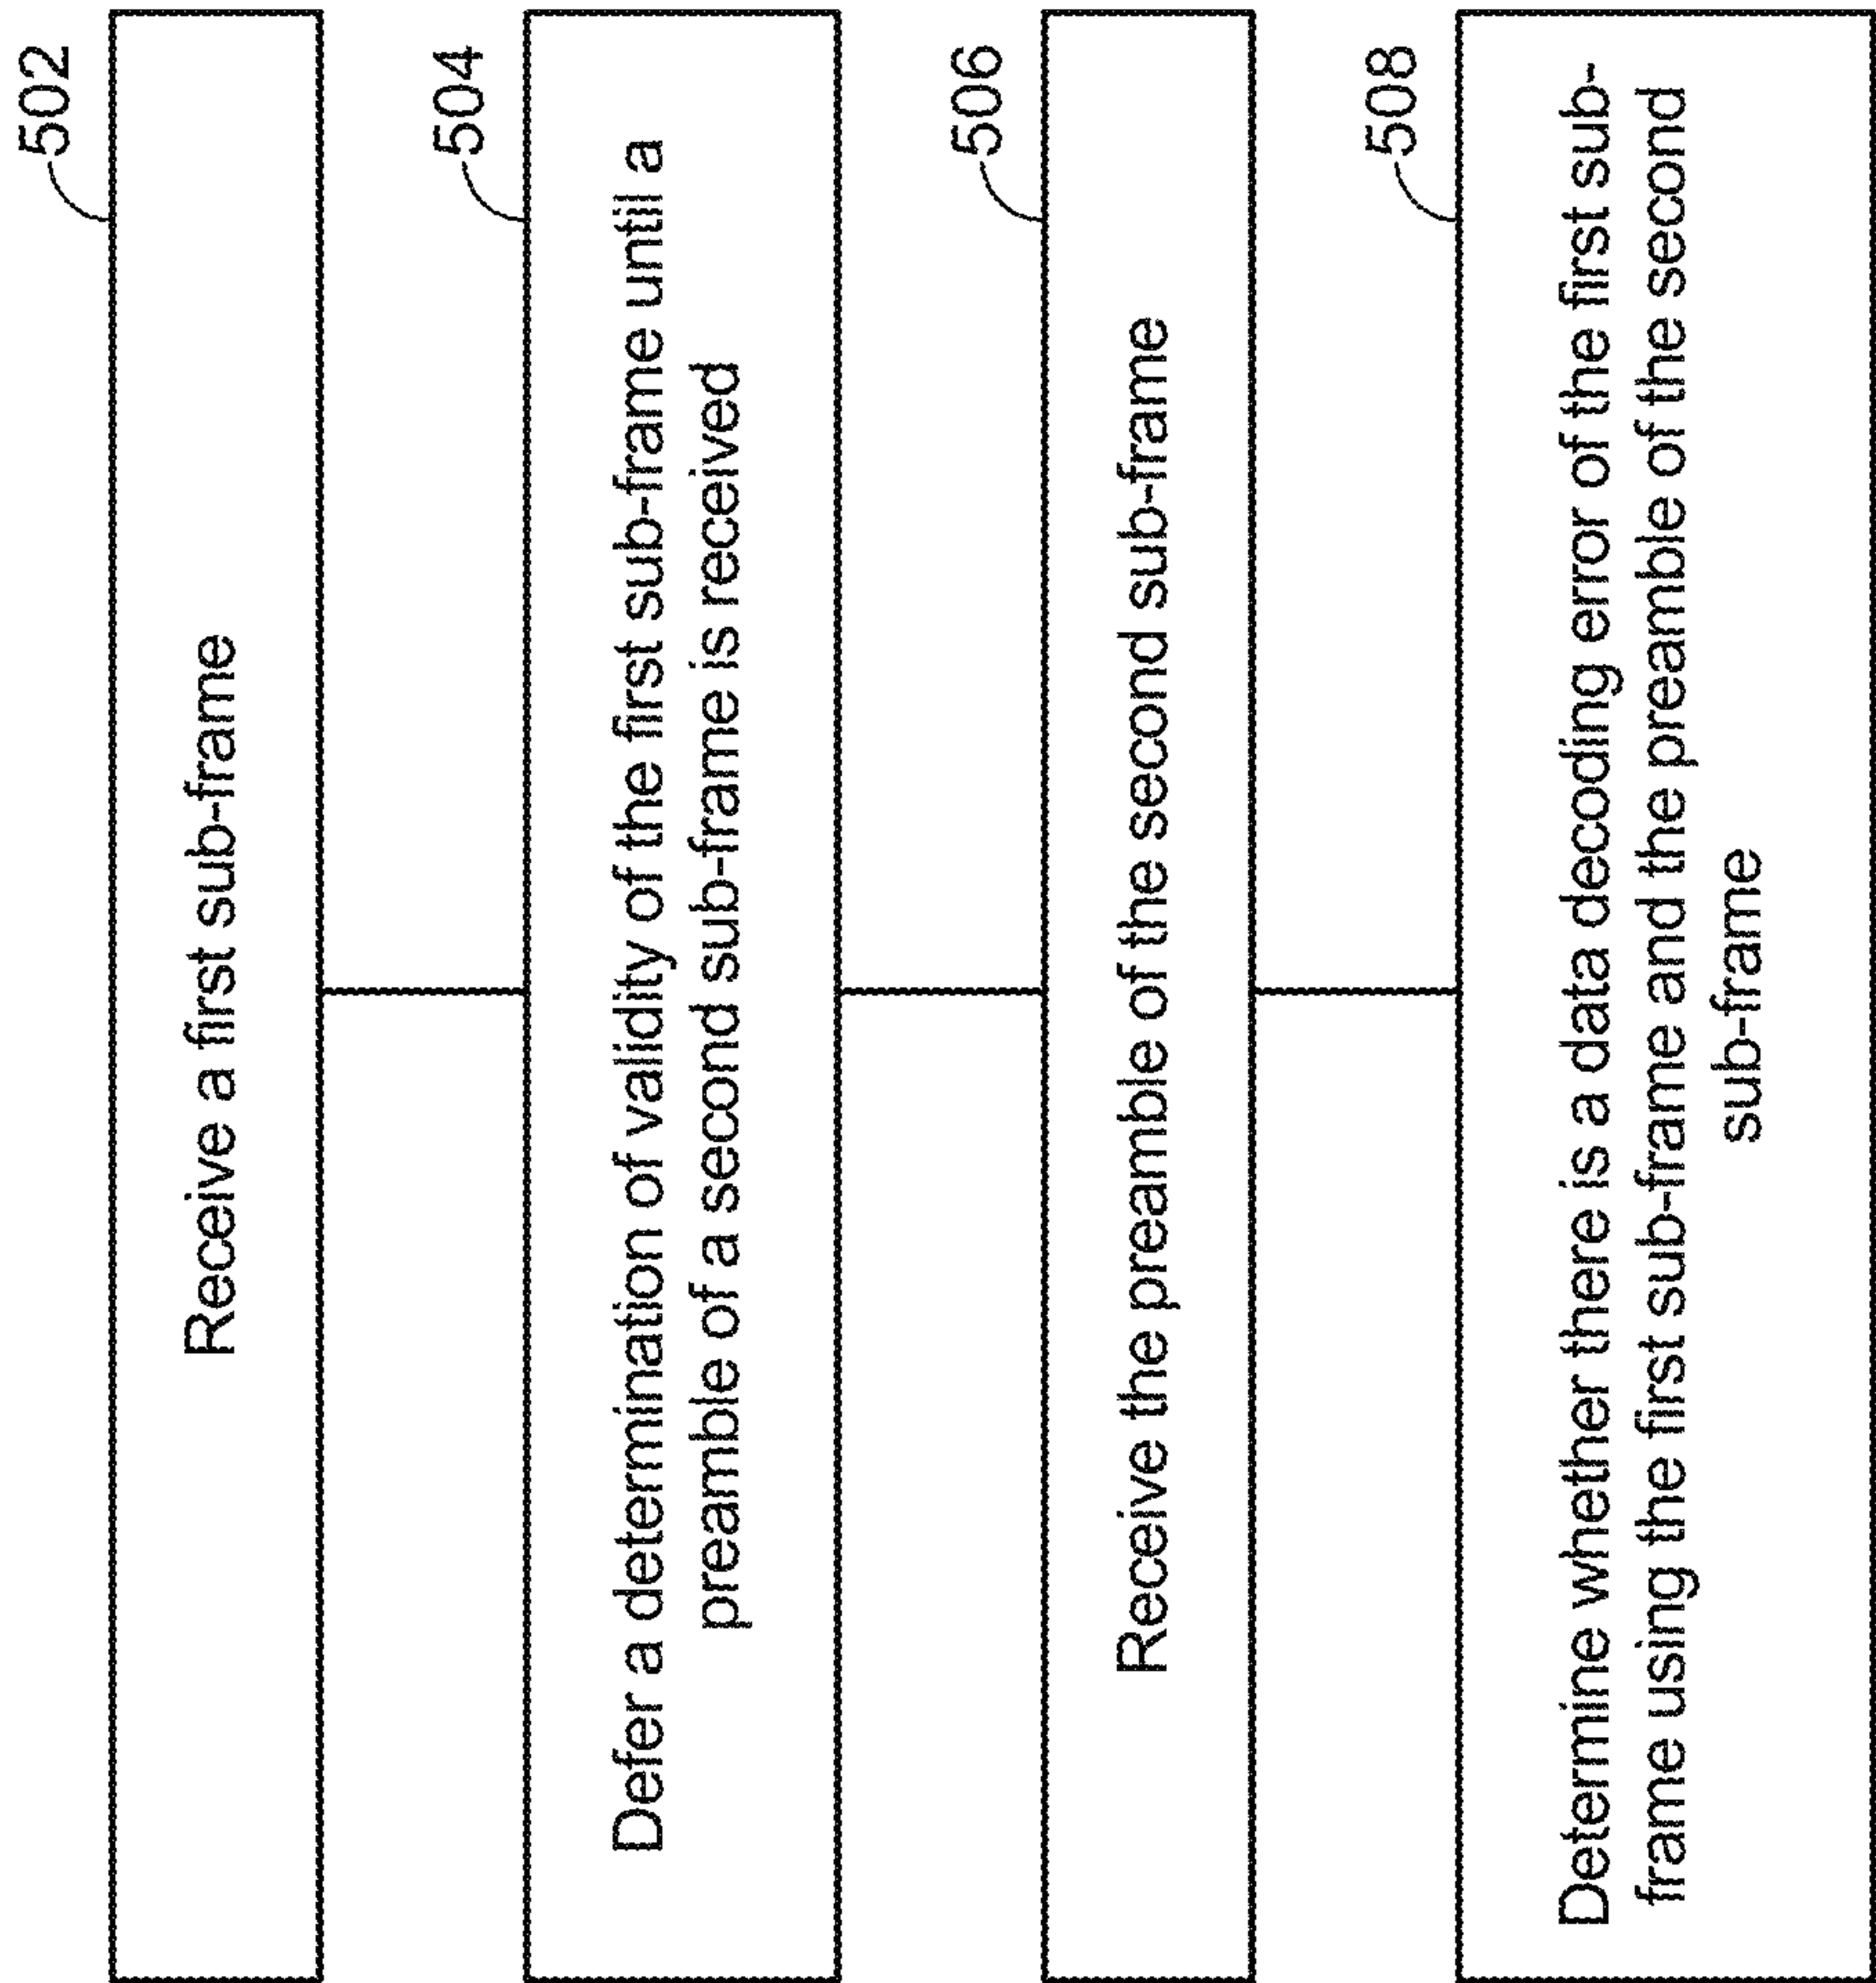 502
Receive a first sub-frame
504
Defer a determination of validity of the first sub-frame until a
preamble of a second sub-frame is received
506
Receive the preamble of the second sub-frame
508
Determine whether there is a data decoding error of the first sub-
frame using the first sub-frame and the preamble of the second
sub-frame